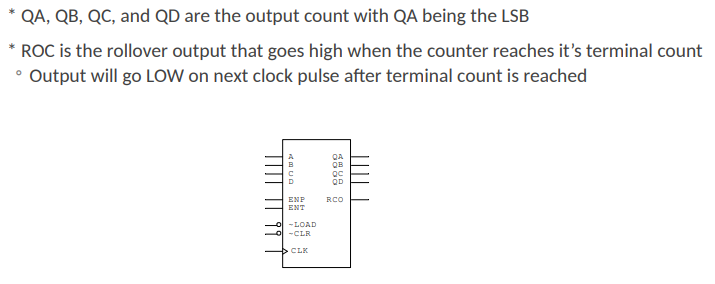 * QA, QB, QC, and QD are the output count with QA being the LSB
* ROC is the rollover output that goes high when the counter reaches it's terminal count
° Output will go LOW on next clock pulse after terminal count is reached
A QA
B QB
C QC
D QD
ENP RCO
ENT
~LOAD
~CLR
CLK